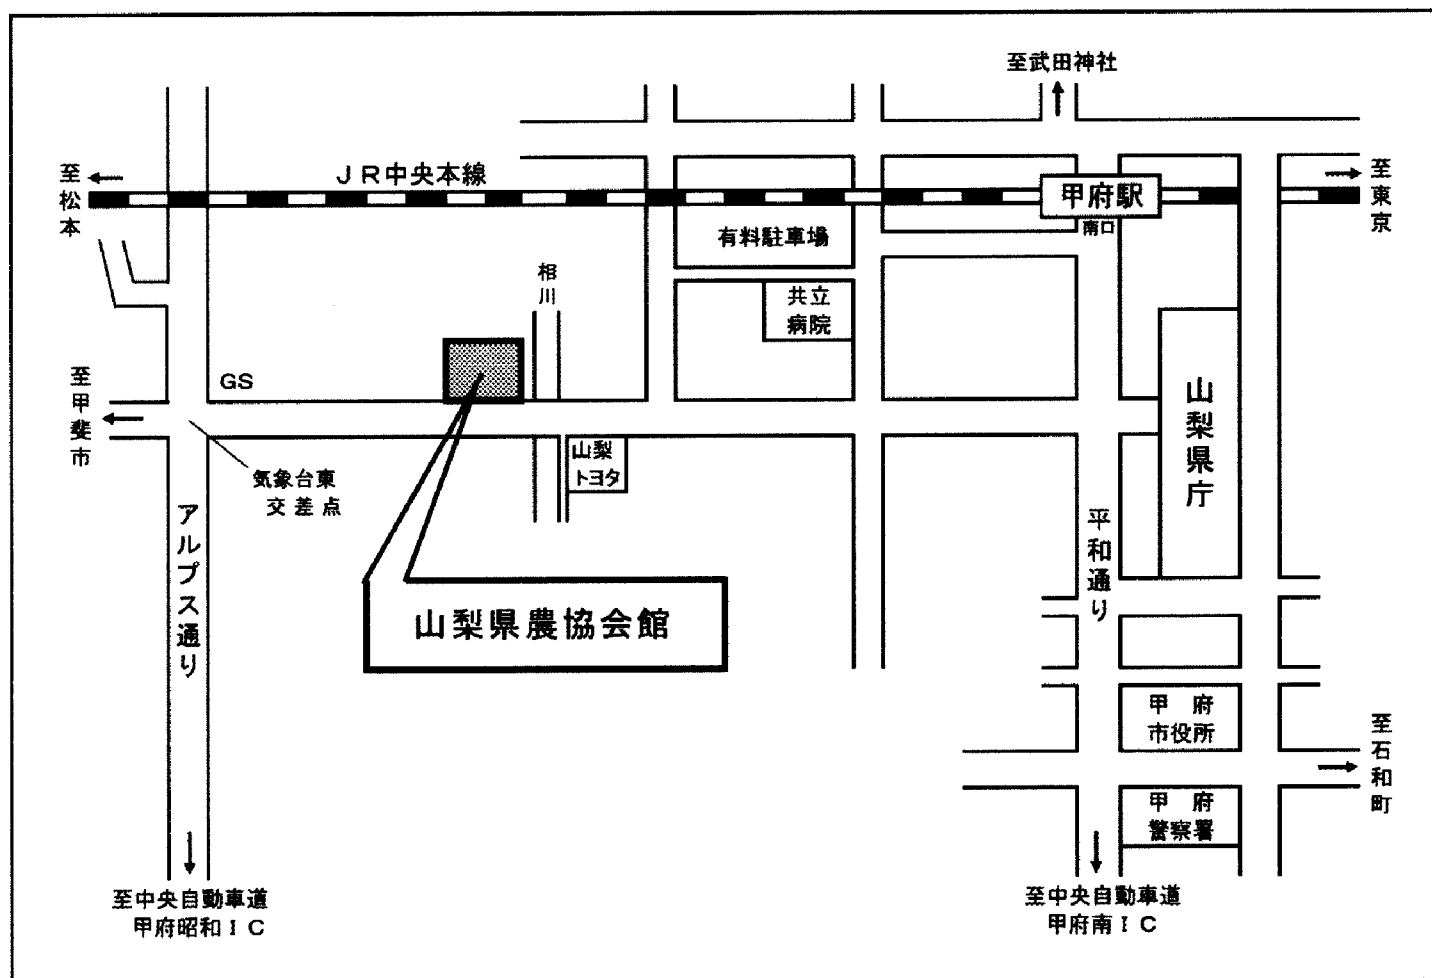 至武田神社
至松本
JR中央本線
甲府駅
南口
至東京
有料駐車場
相川
共立
病院
GS
至甲斐市
山梨県庁
山梨
トヨタ
気象台東
交差点
アルプス通り
平和通り
山梨県農協会館
甲府
市役所
至石和町
甲府
警察署
至中央自動車道
甲府昭和IC
至中央自動車道
甲府南IC